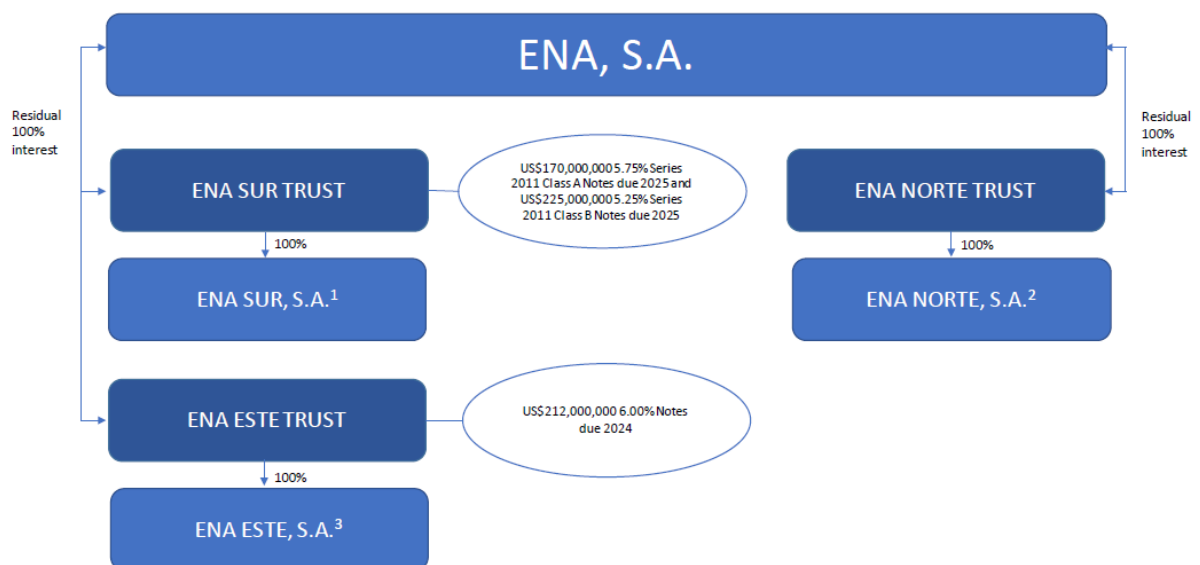 ENA, S.A.
Residual
100%
interest
Residual
100%
interest
ENA SUR TRUST
US$170,000,000 5.75% Series
2011 Class A Notes due 2025 and
US$225,000,000 5.25% Series
2011 Class B Notes due 2025
ENA NORTE TRUST
100%
100%
ENA SUR, S.A.¹
ENA NORTE, S.A.²
ENA ESTE TRUST
US$212,000,000 6.00% Notes
due 2024
100%
ENA ESTE, S.A.³